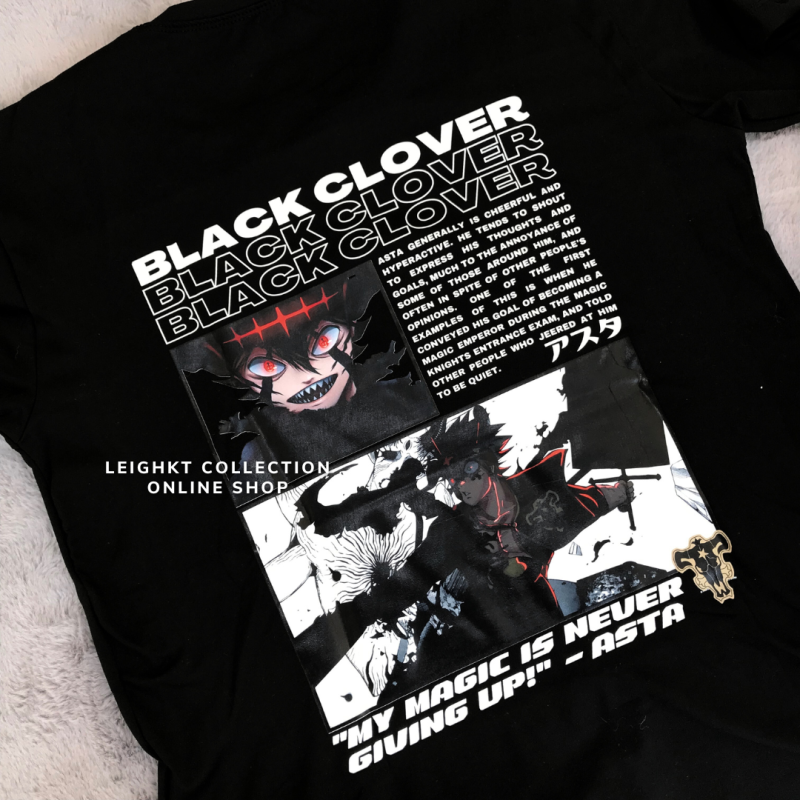 BLACK CLOVER
BLACK CLOVER
BLACK CLOVER
ASTA GENERALLY IS CHEERFUL AND
HYPERACTIVE. HE TENDS TO SHOUT
TO EXPRESS HIS THOUGHTS AND
GOALS, MUCH TO THE ANNOYANCE OF
SOME OF THOSE AROUND HIM, AND
OFTEN IN SPITE OF OTHER PEOPLE'S
OPINIONS. ONE OF THE FIRST
EXAMPLES OF THIS IS WHEN HE
CONVEYED HIS GOAL OF BECOMING A
MAGIC EMPEROR DURING THE MAGIC
KNIGHTS ENTRANCE EXAM, AND TOLD
OTHER PEOPLE WHO JEERED AT HIM
TO BE QUIET.
アスタ
LEIGHKT COLLECTION
ONLINE SHOP
"MY MAGIC IS NEVER
GIVING UP!" - ASTA